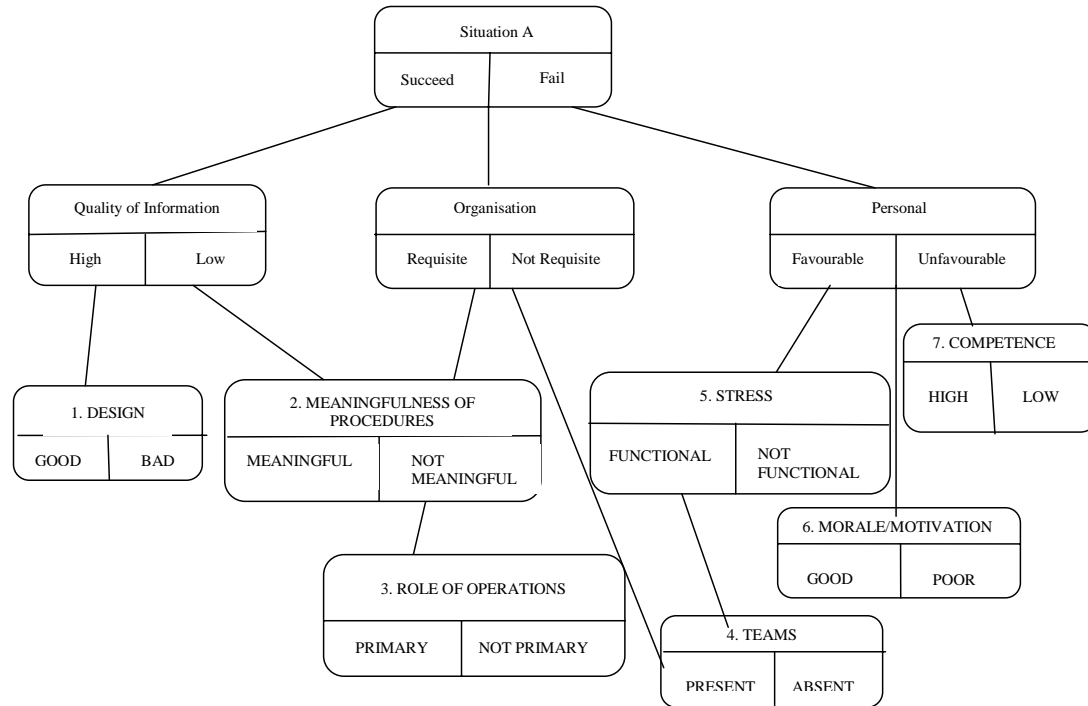 Situation A
Succeed
Fail
Quality of Information
High
Low
Organisation
Requisite
Not Requisite
Personal
Favourable
Unfavourable
7. COMPETENCE
HIGH
LOW
1. DESIGN
GOOD
BAD
2. MEANINGFULNESS OF
PROCEDURES
MEANINGFUL
NOT
MEANINGFUL
5. STRESS
FUNCTIONAL
NOT
FUNCTIONAL
6. MORALE/MOTIVATION
GOOD
POOR
3. ROLE OF OPERATIONS
PRIMARY
NOT PRIMARY
4. TEAMS
PRESENT
ABSENT